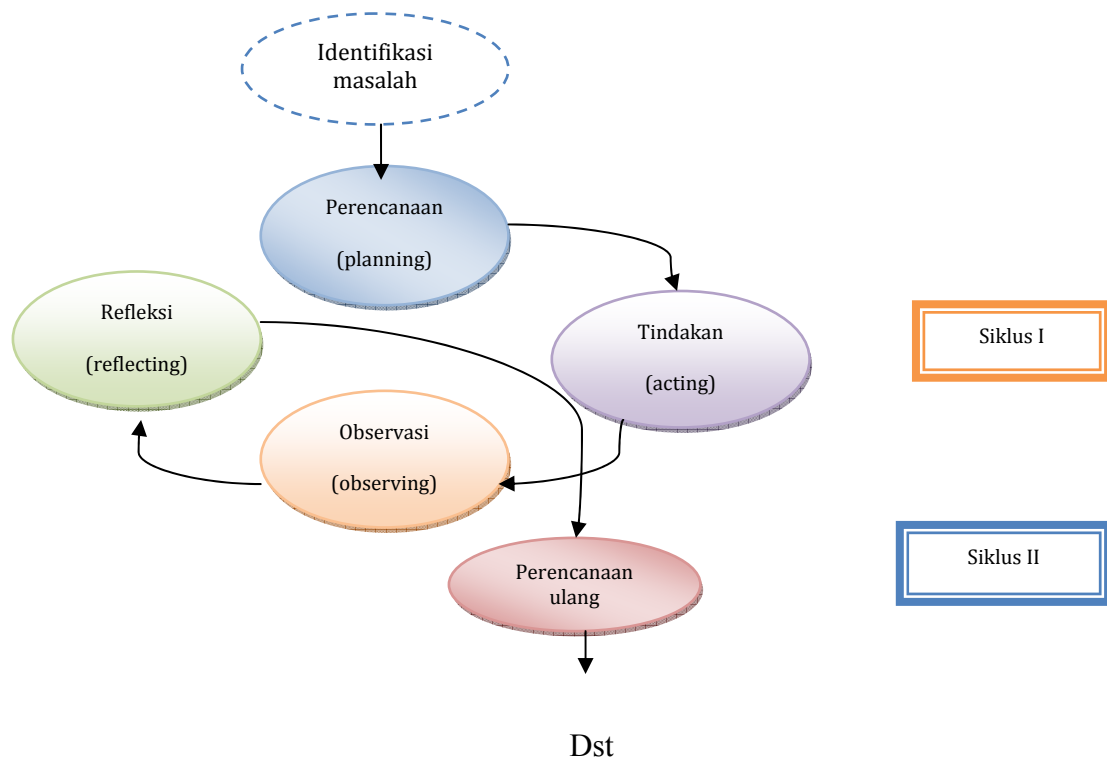 Identifikasi
masalah
Perencanaan
(planning)
Refleksi
(reflecting)
Tindakan
(acting)
Siklus I
Observasi
(observing)
Siklus II
Perencanaan
ulang
Dst